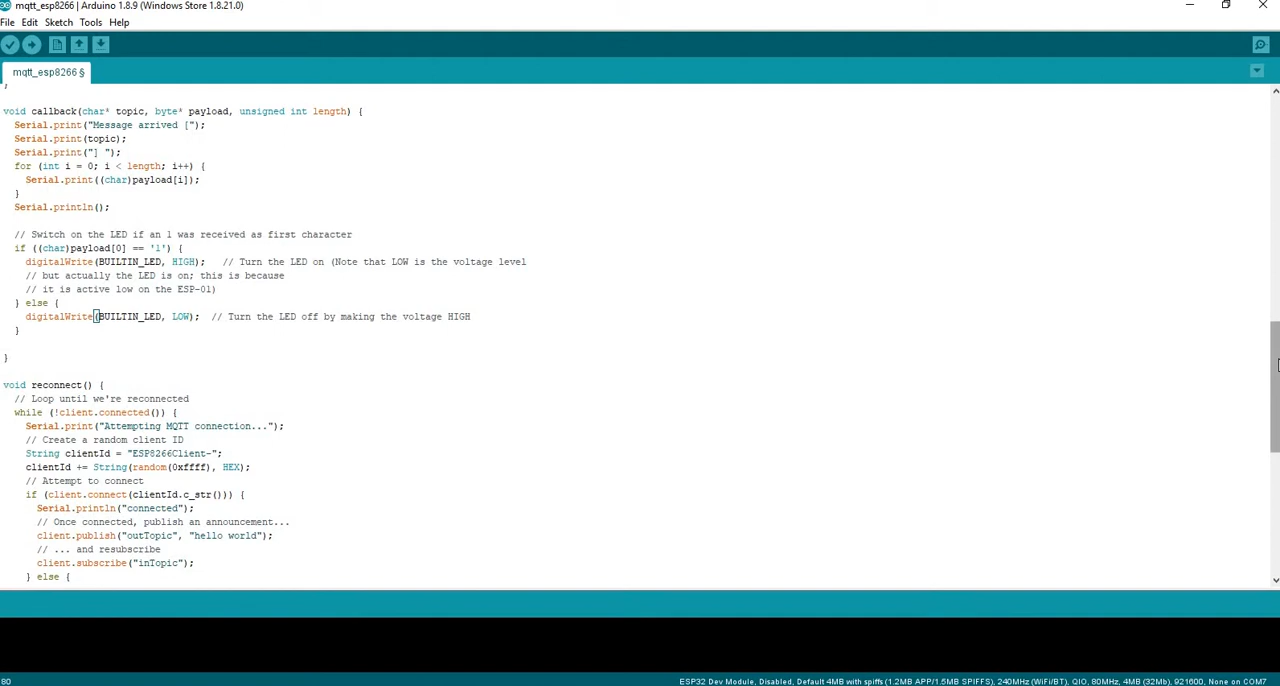 mqtt_esp8266 | Arduino 1.8.9 (Windows Store 1.8.21.0)
File Edit Sketch Tools Help
mqtt_esp8266 §
}
void callback(char* topic, byte* payload, unsigned int length) {
  Serial.print("Message arrived [");
  Serial.print(topic);
  Serial.print("] ");
  for (int i = 0; i < length; i++) {
    Serial.print((char)payload[i]);
  }
  Serial.println();
  // Switch on the LED if an 1 was received as first character
  if ((char)payload[0] == '1') {
    digitalWrite(BUILTIN_LED, HIGH);   // Turn the LED on (Note that LOW is the voltage level
    // but actually the LED is on; this is because
    // it is active low on the ESP-01)
  } else {
    digitalWrite(BUILTIN_LED, LOW);  // Turn the LED off by making the voltage HIGH
  }
}
void reconnect() {
  // Loop until we're reconnected
  while (!client.connected()) {
    Serial.print("Attempting MQTT connection...");
    // Create a random client ID
    String clientId = "ESP8266Client-";
    clientId += String(random(0xffff), HEX);
    // Attempt to connect
    if (client.connect(clientId.c_str())) {
      Serial.println("connected");
      // Once connected, publish an announcement...
      client.publish("outTopic", "hello world");
      // ... and resubscribe
      client.subscribe("inTopic");
    } else {
80 ESP32 Dev Module, Disabled, Default 4MB with spiffs (1.2MB APP/1.5MB SPIFFS), 240MHz (WiFi/BT), QIO, 80MHz, 4MB (32Mb), 921600, None on COM7